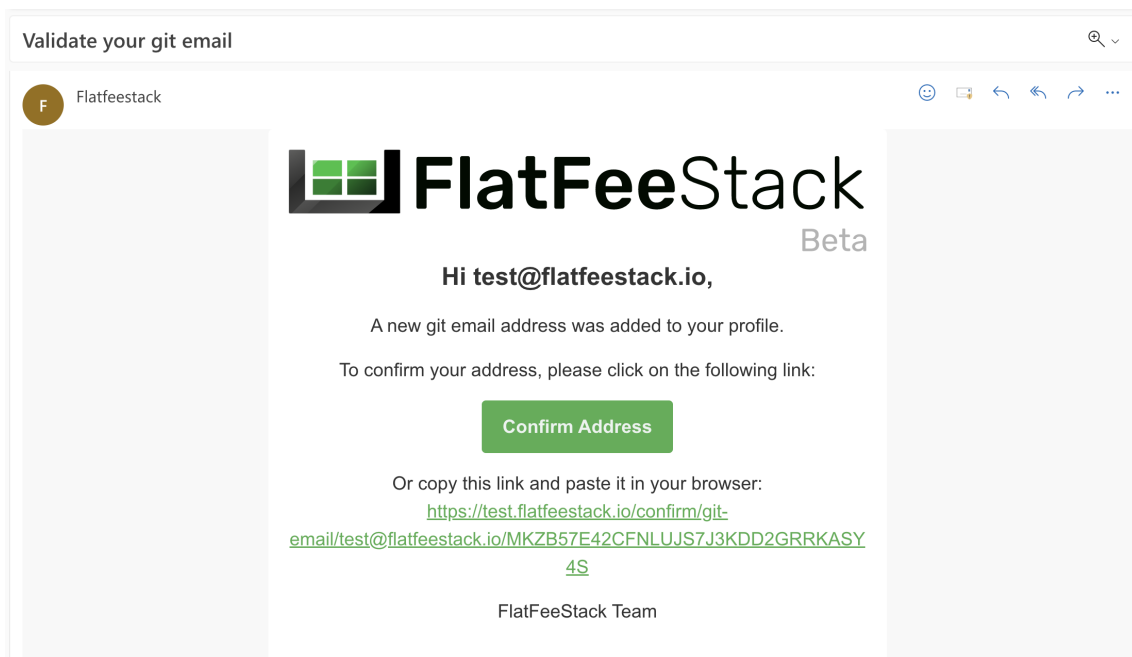 Validate your git email
F
Flatfeestack
FlatFeeStack
Beta
Hi test@flatfeestack.io,
A new git email address was added to your profile.
To confirm your address, please click on the following link:
Confirm Address
Or copy this link and paste it in your browser:
https://test.flatfeestack.io/confirm/git-
email/test@flatfeestack.io/MKZB57E42CFNLUJS7J3KDD2GRRKASY
4S
FlatFeeStack Team